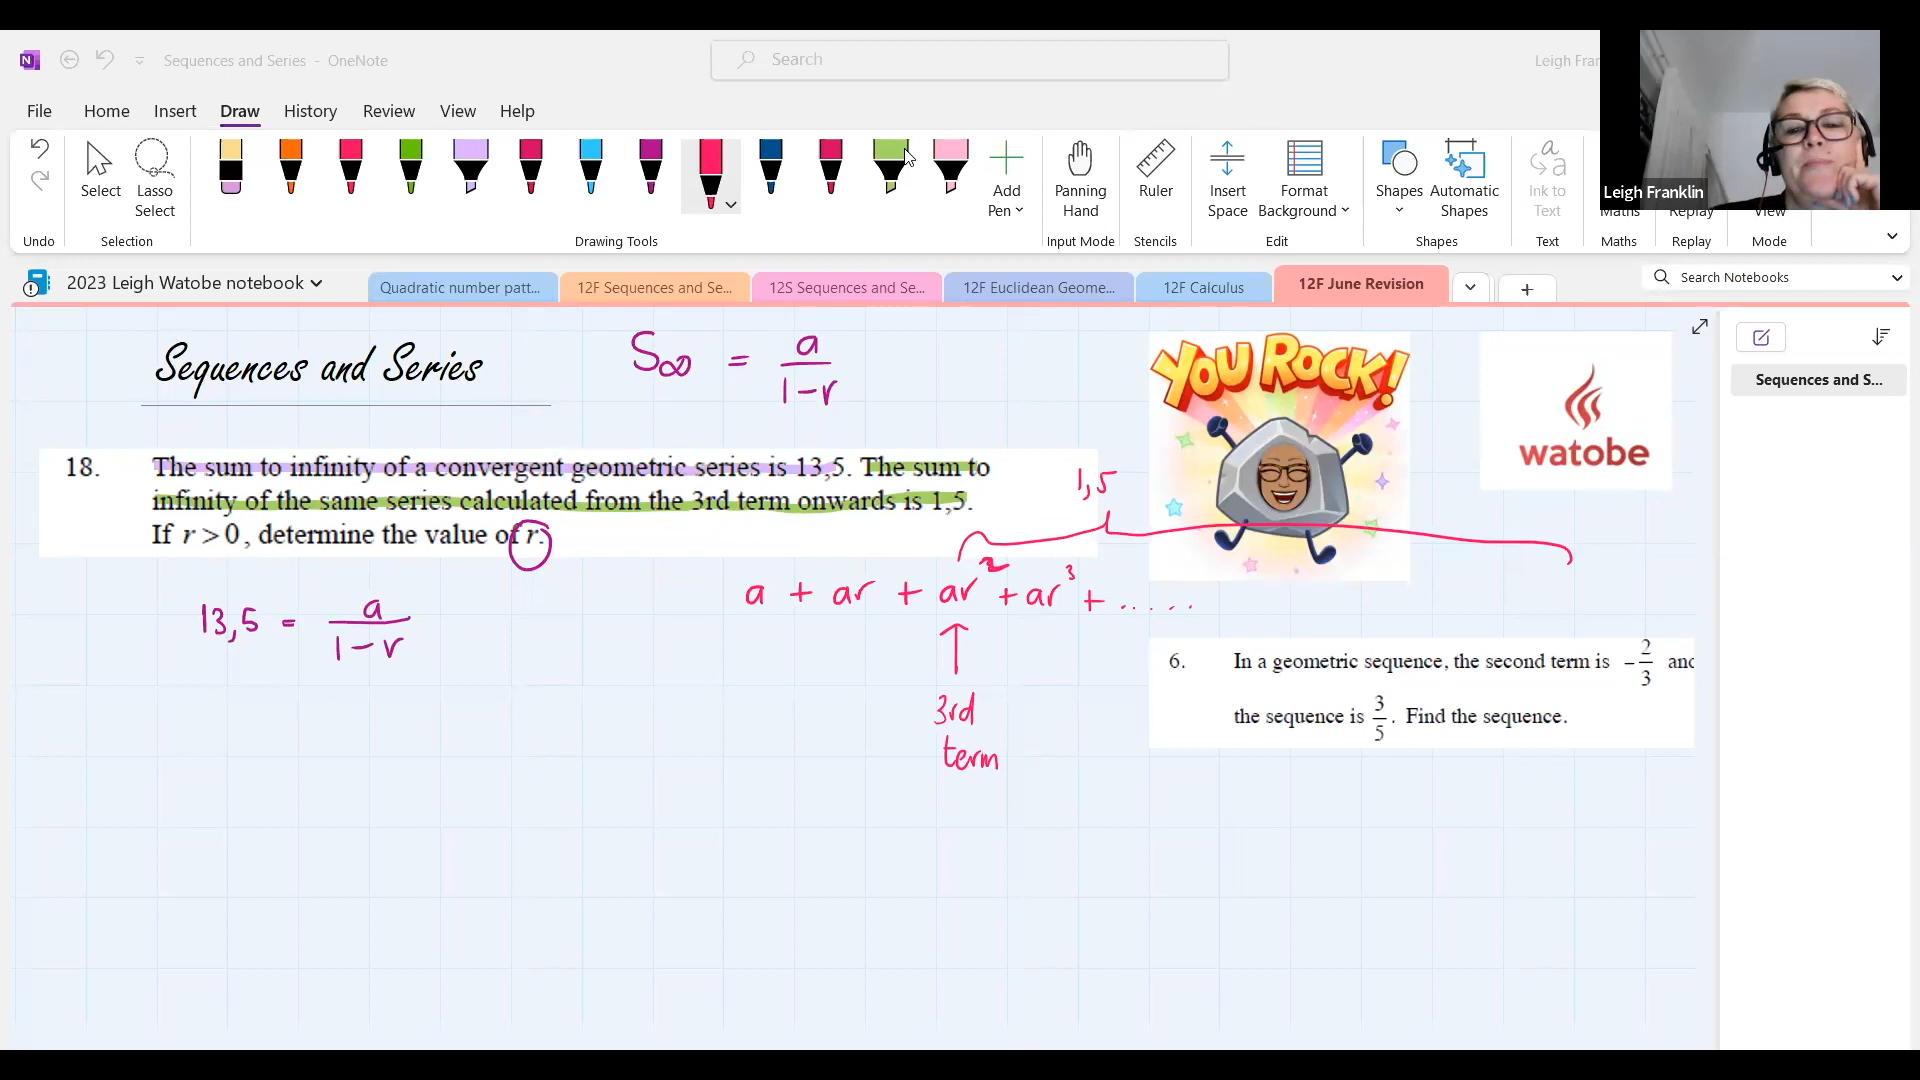 Sequences and Series - OneNote
Search
Leigh Fran
File Home Insert Draw History Review View Help
Undo
Select
Lasso Select
Selection
Drawing Tools
Add Pen
Panning Hand
Input Mode
Ruler
Stencils
Insert Space
Format Background
Edit
Shapes
Automatic Shapes
Shapes
Ink to Text
Text
Maths
Maths
Replay
Replay
View
Mode
Leigh Franklin
2023 Leigh Watobe notebook
Quadratic number patt...
12F Sequences and Se...
12S Sequences and Se...
12F Euclidean Geome...
12F Calculus
12F June Revision
Search Notebooks
Sequences and S...
Sequences and Series
S∞ = a/(1-r)
YOU ROCK!
watobe
18. The sum to infinity of a convergent geometric series is 13,5. The sum to
infinity of the same series calculated from the 3rd term onwards is 1,5.
If r > 0, determine the value of r.
1,5
13,5 = a/(1-r)
a + ar + ar² + ar³ + .....
3rd
term
6. In a geometric sequence, the second term is -2/3 and
the sequence is 3/5. Find the sequence.